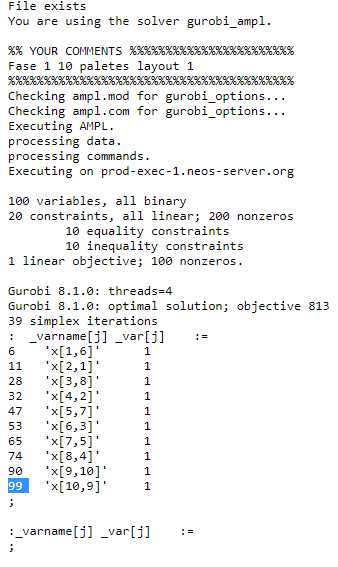 File exists
You are using the solver gurobi_ampl.
%% YOUR COMMENTS %%%%%%%%%%%%%%%%%%%%%%%
Fase 1 10 paletes layout 1
%%%%%%%%%%%%%%%%%%%%%%%%%%%%%%%%%%%%%%%%
Checking ampl.mod for gurobi_options...
Checking ampl.com for gurobi_options...
Executing AMPL.
processing data.
processing commands.
Executing on prod-exec-1.neos-server.org
100 variables, all binary
20 constraints, all linear; 200 nonzeros
10 equality constraints
10 inequality constraints
1 linear objective; 100 nonzeros.
Gurobi 8.1.0: threads=4
Gurobi 8.1.0: optimal solution; objective 813
39 simplex iterations
: _varname[j] _var[j] :=
6 'x[1,6]' 1
11 'x[2,1]' 1
28 'x[3,8]' 1
32 'x[4,2]' 1
47 'x[5,7]' 1
53 'x[6,3]' 1
65 'x[7,5]' 1
74 'x[8,4]' 1
90 'x[9,10]' 1
99 'x[10,9]' 1
;
:_varname[j] _var[j] :=
;